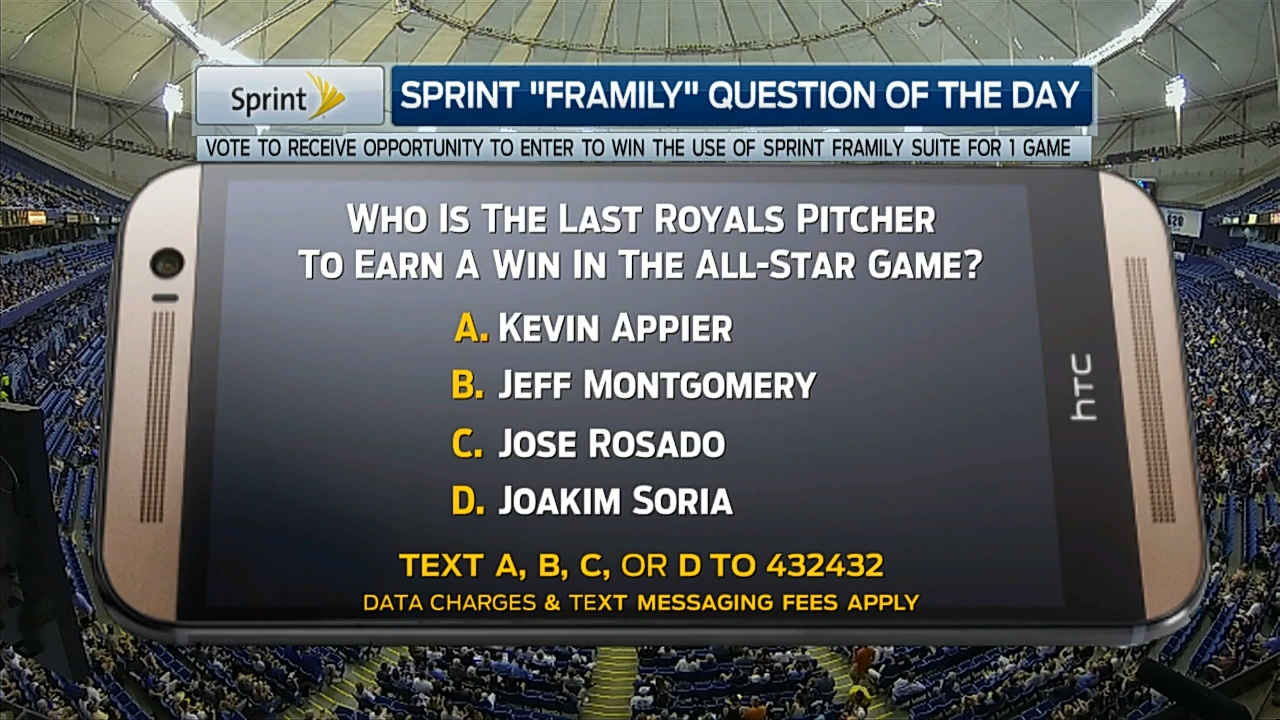 Sprint
SPRINT "FRAMILY" QUESTION OF THE DAY
VOTE TO RECEIVE OPPORTUNITY TO ENTER TO WIN THE USE OF SPRINT FRAMILY SUITE FOR 1 GAME
WHO IS THE LAST ROYALS PITCHER
TO EARN A WIN IN THE ALL-STAR GAME?
A. KEVIN APPIER
B. JEFF MONTGOMERY
C. JOSE ROSADO
D. JOAKIM SORIA
hTC
TEXT A, B, C, OR D TO 432432
DATA CHARGES & TEXT MESSAGING FEES APPLY